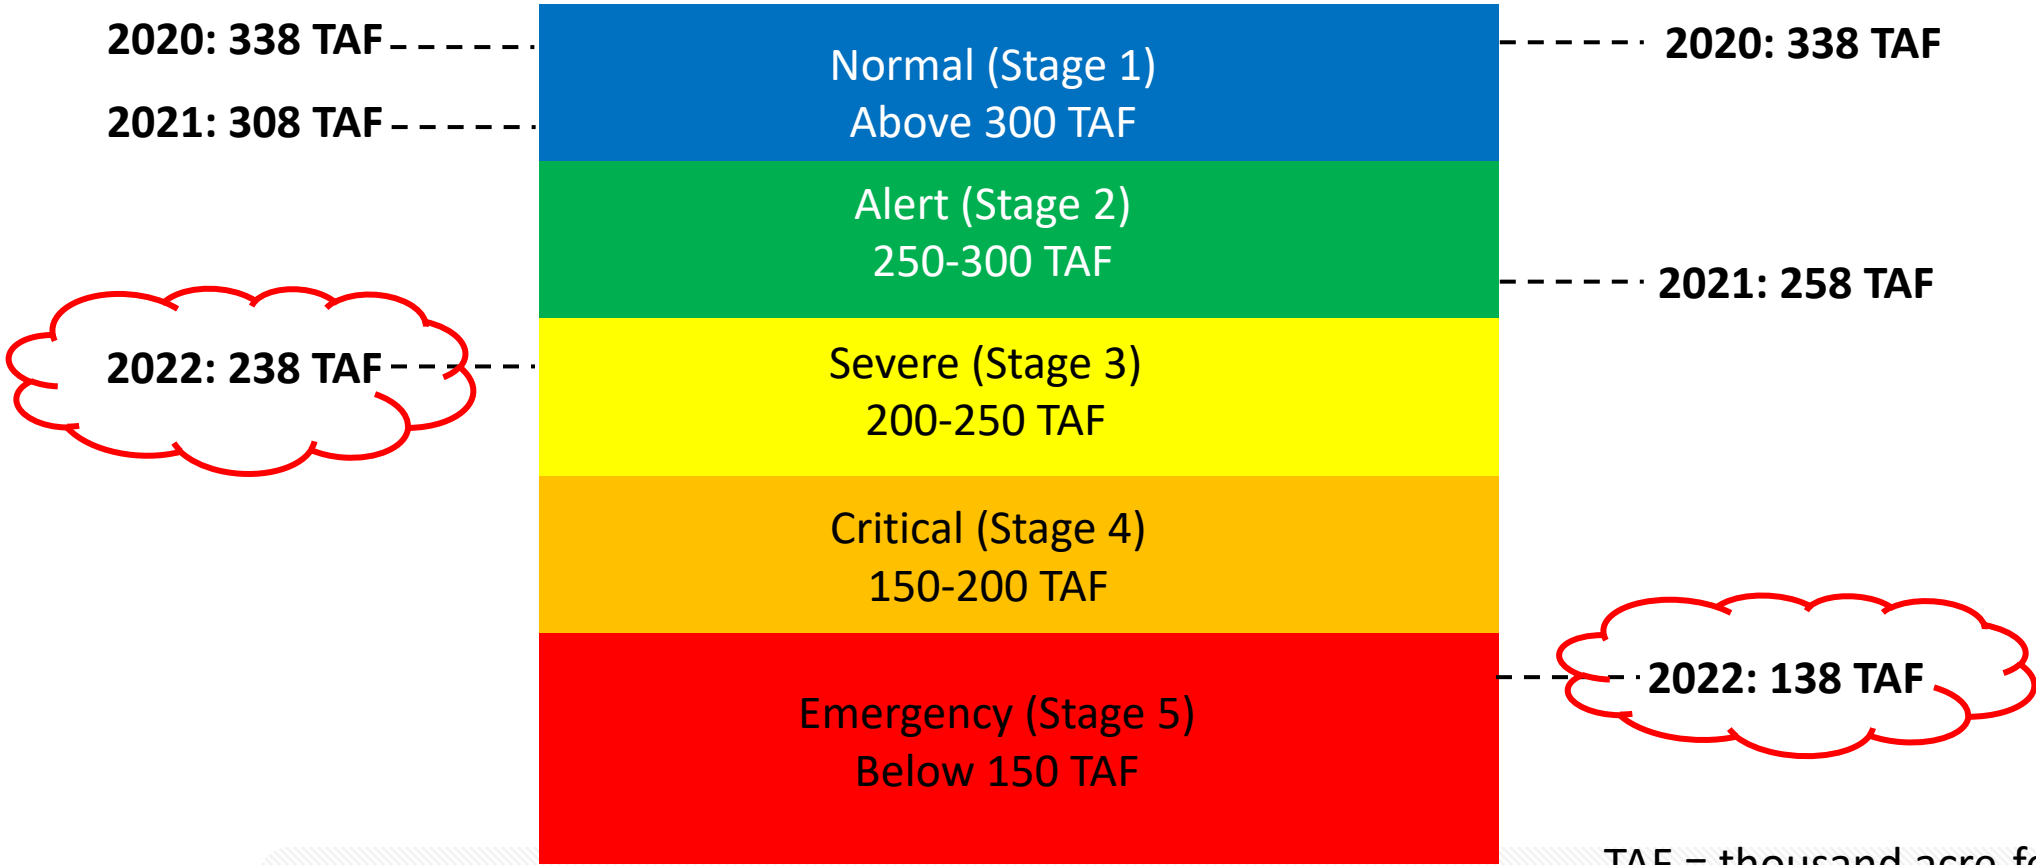 2020: 338 TAF
2021: 308 TAF
2022: 238 TAF
Normal (Stage 1)
Above 300 TAF
Alert (Stage 2)
250-300 TAF
Severe (Stage 3)
200-250 TAF
Critical (Stage 4)
150-200 TAF
Emergency (Stage 5)
Below 150 TAF
2020: 338 TAF
2021: 258 TAF
2022: 138 TAF
TAF = thousand